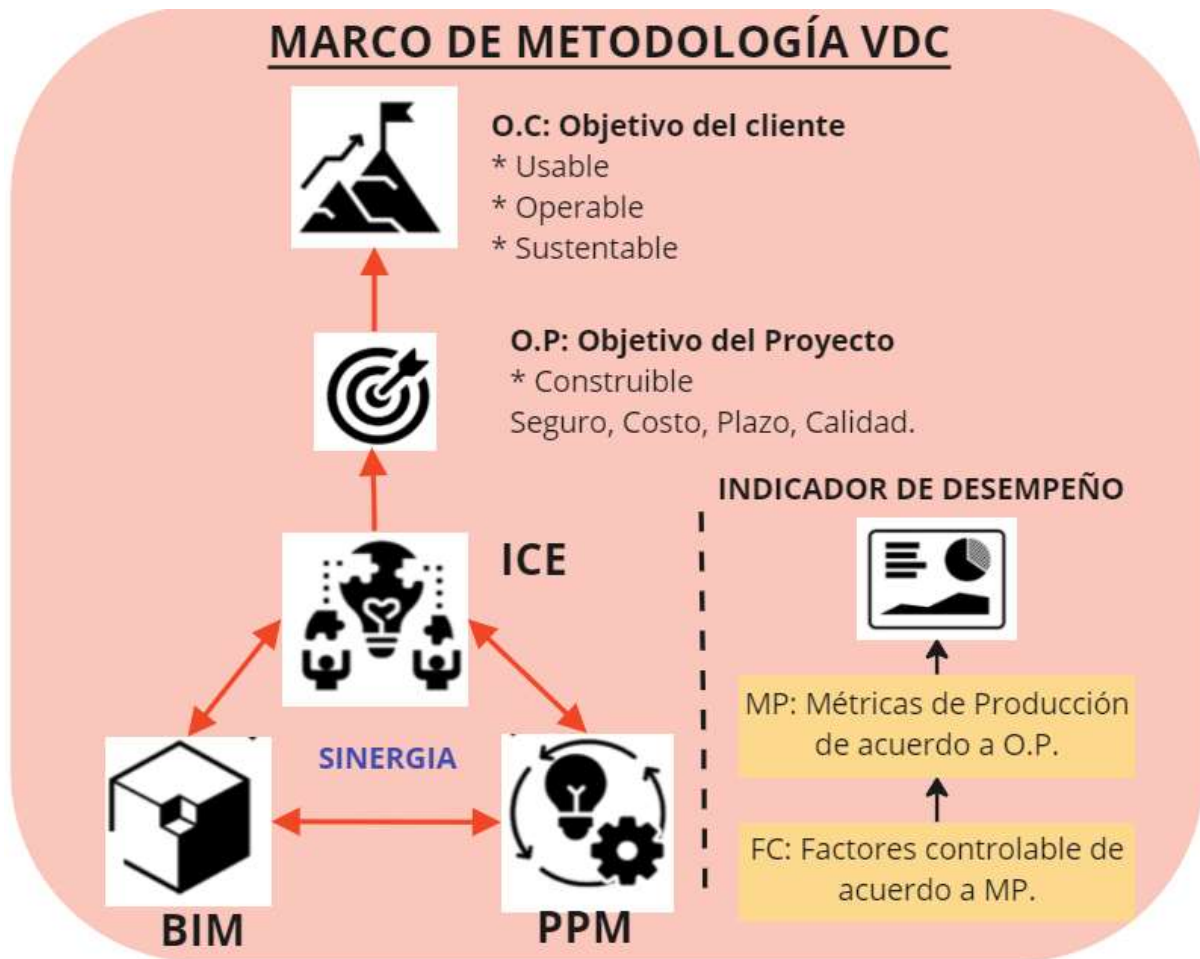 MARCO DE METODOLOGÍA VDC
O.C: Objetivo del cliente
* Usable
* Operable
* Sustentable
O.P: Objetivo del Proyecto
* Construible
Seguro, Costo, Plazo, Calidad.
ICE
SINERGIA
BIM
PPM
INDICADOR DE DESEMPEÑO
MP: Métricas de Producción
de acuerdo a O.P.
FC: Factores controlable de
acuerdo a MP.